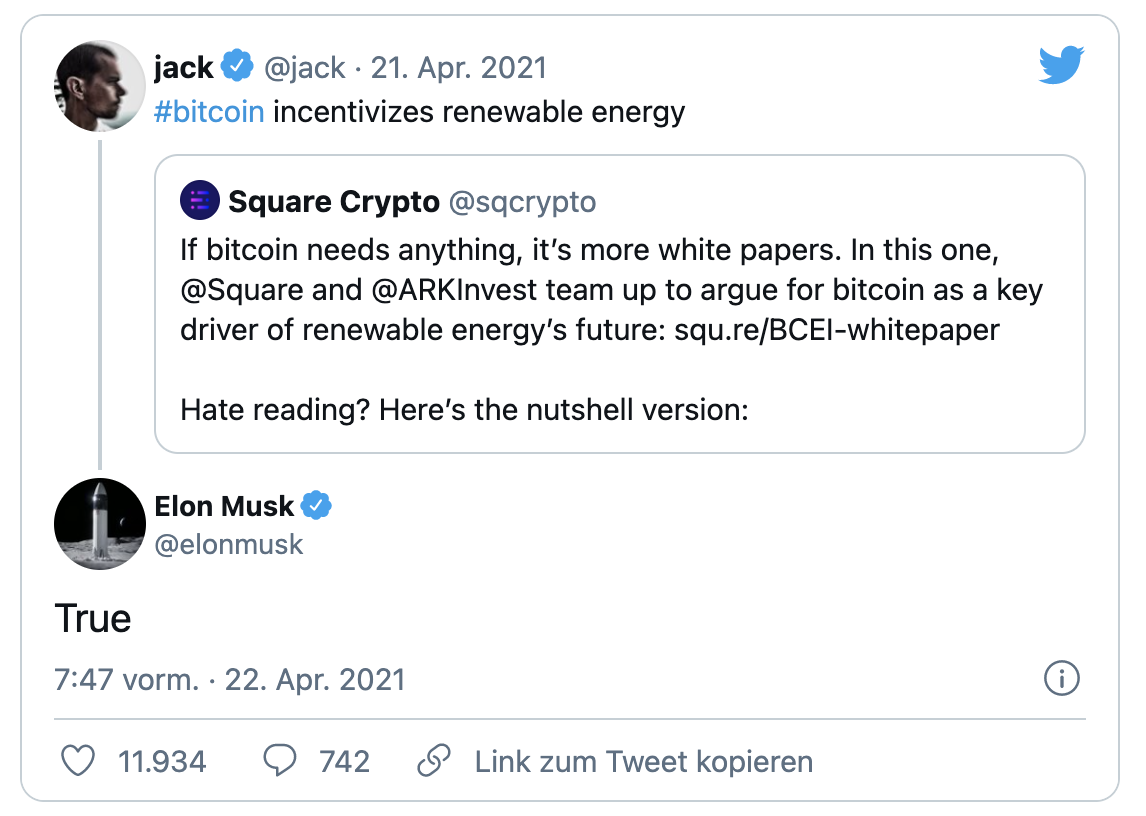 jack @jack · 21. Apr. 2021
#bitcoin incentivizes renewable energy
Square Crypto @sqcrypto
If bitcoin needs anything, it’s more white papers. In this one,
@Square and @ARKInvest team up to argue for bitcoin as a key
driver of renewable energy’s future: squ.re/BCEI-whitepaper
Hate reading? Here’s the nutshell version:
Elon Musk
@elonmusk
True
7:47 vorm. · 22. Apr. 2021
11.934 742 Link zum Tweet kopieren